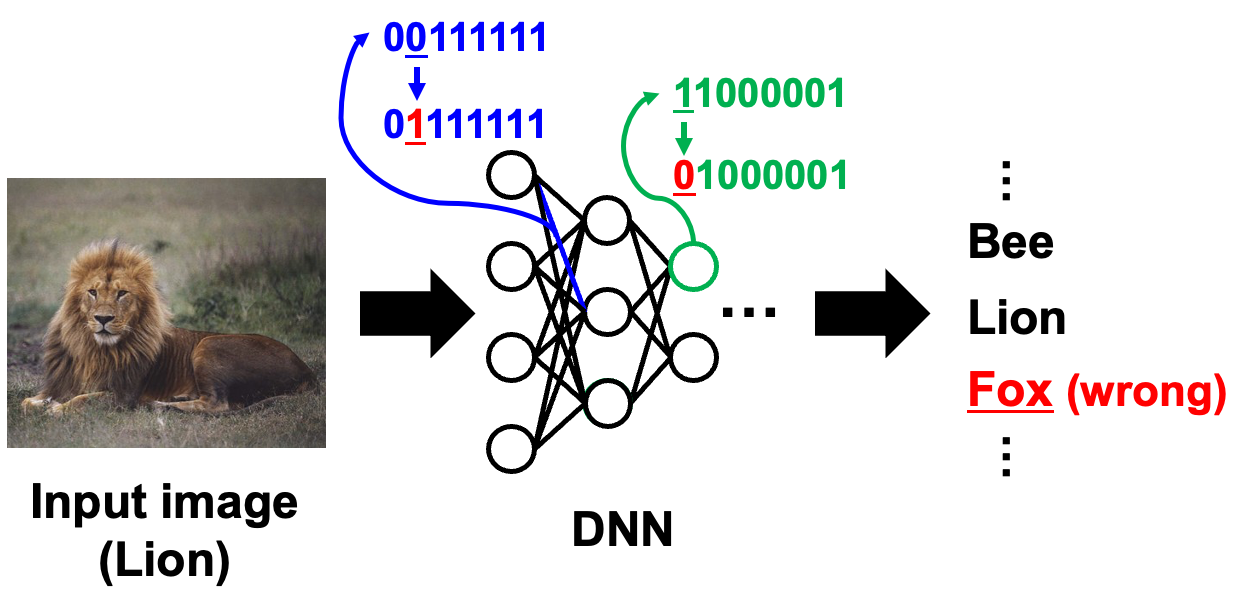 00111111
01111111
11000001
01000001
Input image
(Lion)
DNN
...
⋮
Bee
Lion
Fox (wrong)
⋮